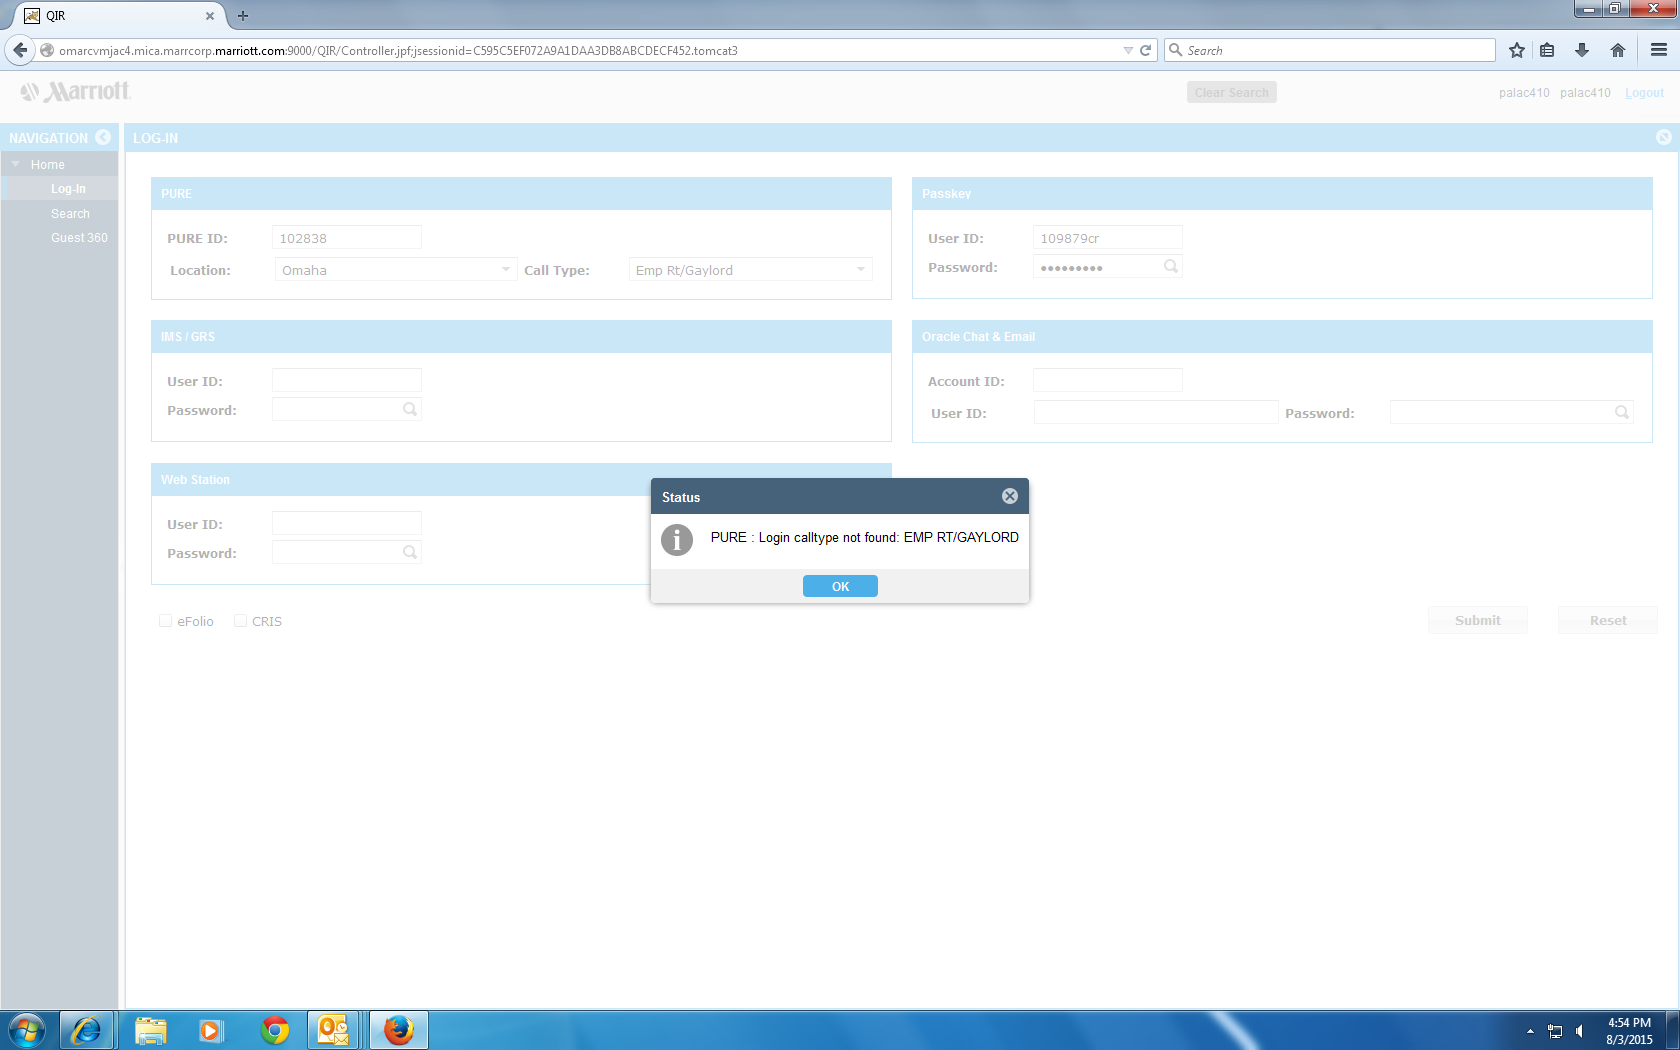 QIR
omarcvmjac4.mica.marrcorp.marriott.com:9000/QIR/Controller.jpf;jsessionid=C595C5EF072A9A1DAA3DB8ABCDECF452.tomcat3
Search
Marriott
Clear Search
palac410 palac410 Logout
NAVIGATION
LOG-IN
Home
Log-In
Search
Guest 360
PURE
PURE ID: 102838
Location: Omaha Call Type: Emp Rt/Gaylord
Passkey
User ID: 109879cr
Password: •••••••••
IMS / GRS
User ID:
Password:
Oracle Chat & Email
Account ID:
User ID: Password:
Web Station
User ID:
Password:
Status
PURE : Login calltype not found: EMP RT/GAYLORD
OK
eFolio CRIS
Submit Reset
4:54 PM
8/3/2015